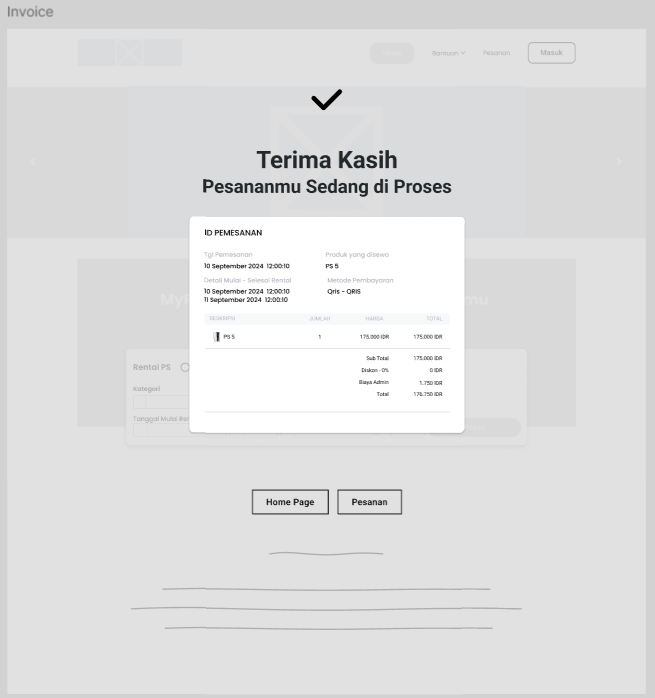 Invoice
Bantuan
Pesanan
Masuk
Terima Kasih
Pesananmu Sedang di Proses
ID PEMESANAN
Tgl Pemesanan
Produk yang disewa
10 September 2024 12:00:10
PS 5
Detail Mulai - Selesai Rental
Metode Pembayaran
10 September 2024 12:00:10
Qris - QRIS
11 September 2024 12:00:10
DESKRIPSI JUMLAH HARGA TOTAL
PS 5 1 175.000 IDR 175.000 IDR
Sub Total 175.000 IDR
Diskon - 0% 0 IDR
Biaya Admin 1.750 IDR
Total 176.750 IDR
Rental PS
Kategori
Tanggal Mulai
Home Page
Pesanan